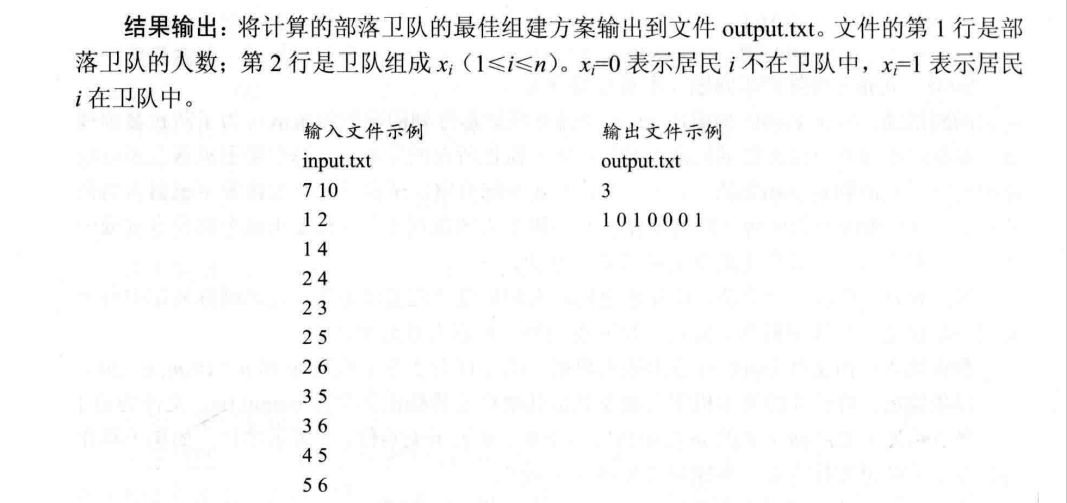 结果输出：将计算的部落卫队的最佳组建方案输出到文件 output.txt。文件的第 1 行是部
落卫队的人数；第 2 行是卫队组成 xi（1≤i≤n）。xi=0 表示居民 i 不在卫队中，xi=1 表示居民
i 在卫队中。
输入文件示例 输出文件示例
input.txt output.txt
7 10 3
1 2 1 0 1 0 0 0 1
1 4
2 4
2 3
2 5
2 6
3 5
3 6
4 5
5 6